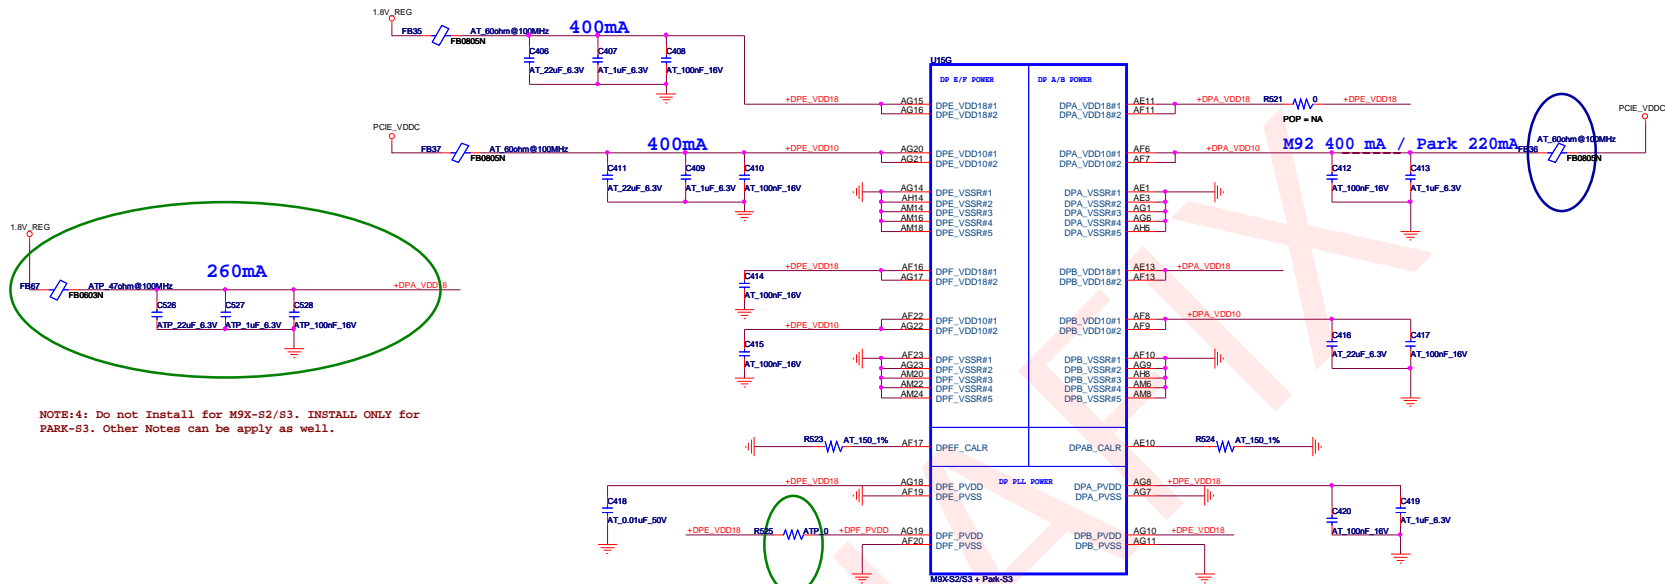 1.8V_REG
FB35 AT_60ohm@100MHz
FB0805N
400mA
C406
AT_22uF_6.3V
C407
AT_1uF_6.3V
C408
AT_100nF_16V
+DPE_VDD18
PCIE_VDDC
FB37 AT_60ohm@100MHz
FB0805N
400mA
+DPE_VDD10
C411
AT_22uF_6.3V
C409
AT_1uF_6.3V
C410
AT_100nF_16V
1.8V_REG
260mA
FB67 ATP_47ohm@100MHz
FB0603N
+DPA_VDD18
C526
ATP_22uF_6.3V
C527
ATP_1uF_6.3V
C528
ATP_100nF_16V
NOTE:4: Do not Install for M9X-S2/S3. INSTALL ONLY for
PARK-S3. Other Notes can be apply as well.
+DPE_VDD18
C414
AT_100nF_16V
+DPE_VDD10
C415
AT_100nF_16V
R523 AT_150_1%
+DPE_VDD18
C418
AT_0.01uF_50V
+DPE_VDD18 R525 ATP_0 +DPF_PVDD
U15G
DP E/F POWER DP A/B POWER
AG15 DPE_VDD18#1 DPA_VDD18#1 AE11
AG16 DPE_VDD18#2 DPA_VDD18#2 AF11
AG20 DPE_VDD10#1 DPA_VDD10#1 AF6
AG21 DPE_VDD10#2 DPA_VDD10#2 AF7
AG14 DPE_VSSR#1 DPA_VSSR#1 AE1
AH14 DPE_VSSR#2 DPA_VSSR#2 AE3
AM14 DPE_VSSR#3 DPA_VSSR#3 AG1
AM16 DPE_VSSR#4 DPA_VSSR#4 AG6
AM18 DPE_VSSR#5 DPA_VSSR#5 AH5
AF16 DPF_VDD18#1 DPB_VDD18#1 AE13
AG17 DPF_VDD18#2 DPB_VDD18#2 AF13
AF22 DPF_VDD10#1 DPB_VDD10#1 AF8
AG22 DPF_VDD10#2 DPB_VDD10#2 AF9
AF23 DPF_VSSR#1 DPB_VSSR#1 AF10
AG23 DPF_VSSR#2 DPB_VSSR#2 AG9
AM20 DPF_VSSR#3 DPB_VSSR#3 AH8
AM22 DPF_VSSR#4 DPB_VSSR#4 AM6
AM24 DPF_VSSR#5 DPB_VSSR#5 AM8
AF17 DPEF_CALR DPAB_CALR AE10
DP PLL POWER
AG18 DPE_PVDD DPA_PVDD AG8
AF19 DPE_PVSS DPA_PVSS AG7
AG19 DPF_PVDD DPB_PVDD AG10
AF20 DPF_PVSS DPB_PVSS AG11
M9X-S2/S3 + Park-S3
+DPA_VDD18 R521 0 +DPE_VDD18
POP = NA
PCIE_VDDC
M92 400 mA / Park 220mA
+DPA_VDD10
FB36 AT_60ohm@100MHz
FB0805N
C412
AT_100nF_16V
C413
AT_1uF_6.3V
+DPA_VDD18
+DPA_VDD10
C416
AT_22uF_6.3V
C417
AT_100nF_16V
R524 AT_150_1%
+DPE_VDD18
C420
AT_100nF_16V
C419
AT_1uF_6.3V
+DPE_VDD18
AFIX